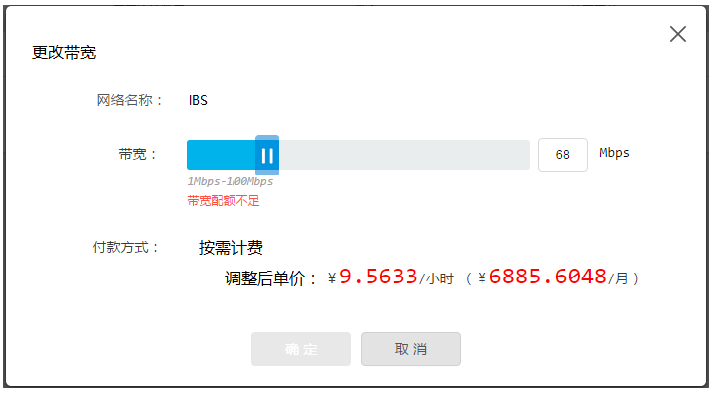 更改带宽
网络名称： IBS
带宽： 68 Mbps
1Mbps-100Mbps
带宽配额不足
付款方式： 按需计费
调整后单价：￥9.5633/小时 （￥6885.6048/月）
确 定 取 消